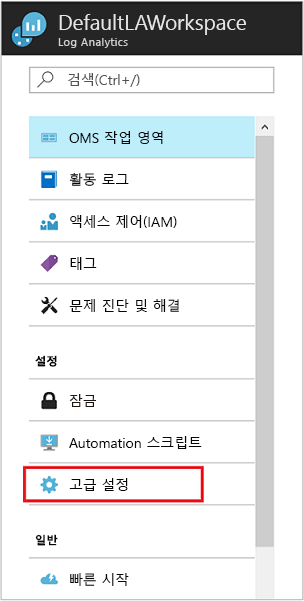 DefaultLAWorkspace
Log Analytics
검색(Ctrl+/)
OMS 작업 영역
활동 로그
액세스 제어(IAM)
태그
문제 진단 및 해결
설정
잠금
Automation 스크립트
고급 설정
일반
빠른 시작